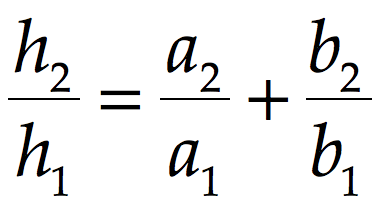 h₂/h₁ = a₂/a₁ + b₂/b₁